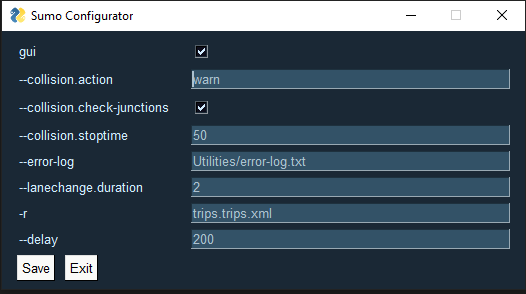 Sumo Configurator
gui
--collision.action warn
--collision.check-junctions
--collision.stoptime 50
--error-log Utilities/error-log.txt
--lanechange.duration 2
-r trips.trips.xml
--delay 200
Save Exit